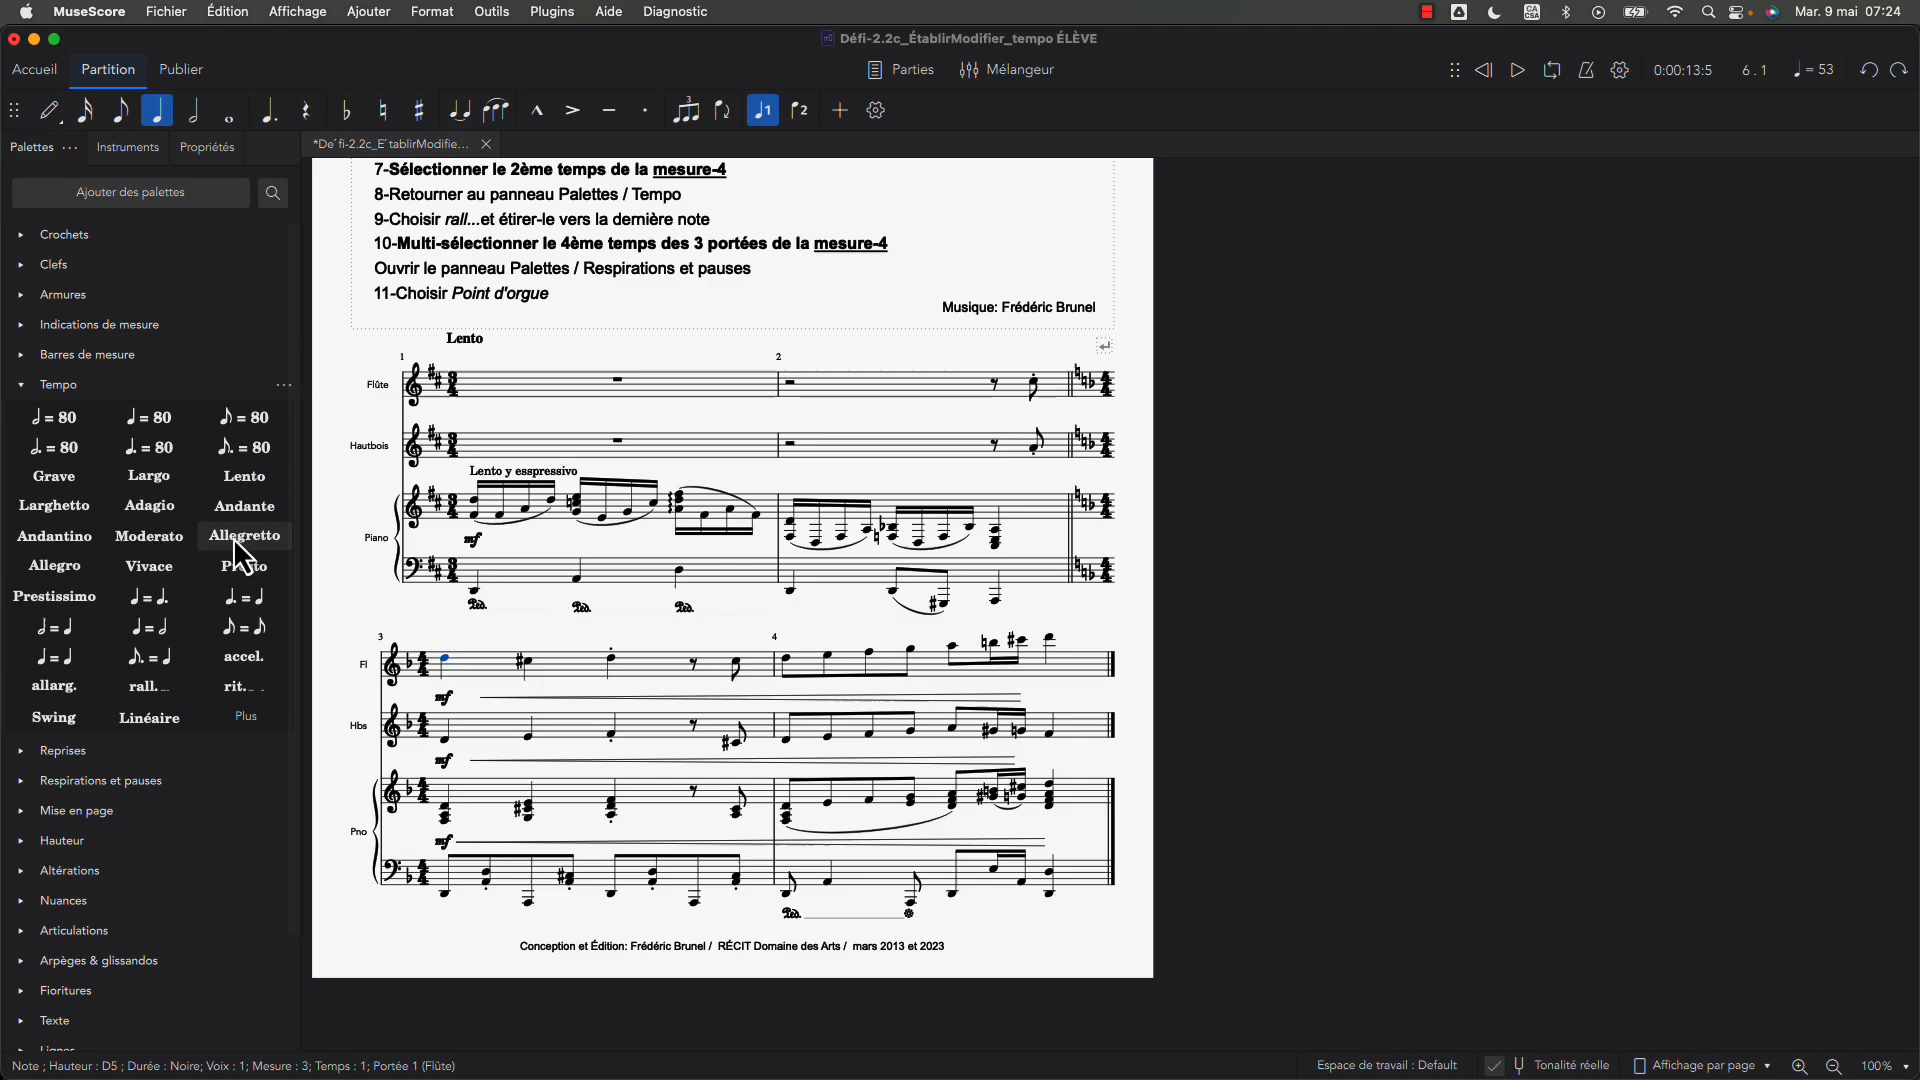 MuseScore Fichier Édition Affichage Ajouter Format Outils Plugins Aide Diagnostic
CA CSA
Mar. 9 mai 07:24
Défi-2.2c_ÉtablirModifier_tempo ÉLÈVE
Accueil Partition Publier
Parties Mélangeur
0:00:13:5 6 . 1 = 53
Palettes Instruments Propriétés
*De´fi-2.2c_E´tablirModifie...
Ajouter des palettes
Crochets
Clefs
Armures
Indications de mesure
Barres de mesure
Tempo
= 80 = 80 = 80
= 80 = 80 = 80
Grave Largo Lento
Larghetto Adagio Andante
Andantino Moderato Allegretto
Allegro Vivace
Prestissimo
accel.
allarg. rall. rit.
Swing Linéaire Plus
Reprises
Respirations et pauses
Mise en page
Hauteur
Altérations
Nuances
Articulations
Arpèges & glissandos
Fioritures
Texte
Lignes
7-Sélectionner le 2ème temps de la mesure-4
8-Retourner au panneau Palettes / Tempo
9-Choisir rall...et étirer-le vers la dernière note
10-Multi-sélectionner le 4ème temps des 3 portées de la mesure-4
Ouvrir le panneau Palettes / Respirations et pauses
11-Choisir Point d'orgue
Musique: Frédéric Brunel
Lento
1 2
Flûte
Hautbois
Lento y esspressivo
Piano
mf
3 4
Fl
mf
Hbs
mf
Pno
mf
Conception et Édition: Frédéric Brunel / RÉCIT Domaine des Arts / mars 2013 et 2023
Note ; Hauteur : D5 ; Durée : Noire; Voix : 1; Mesure : 3; Temps : 1; Portée 1 (Flûte)
Espace de travail : Default Tonalité réelle Affichage par page 100%